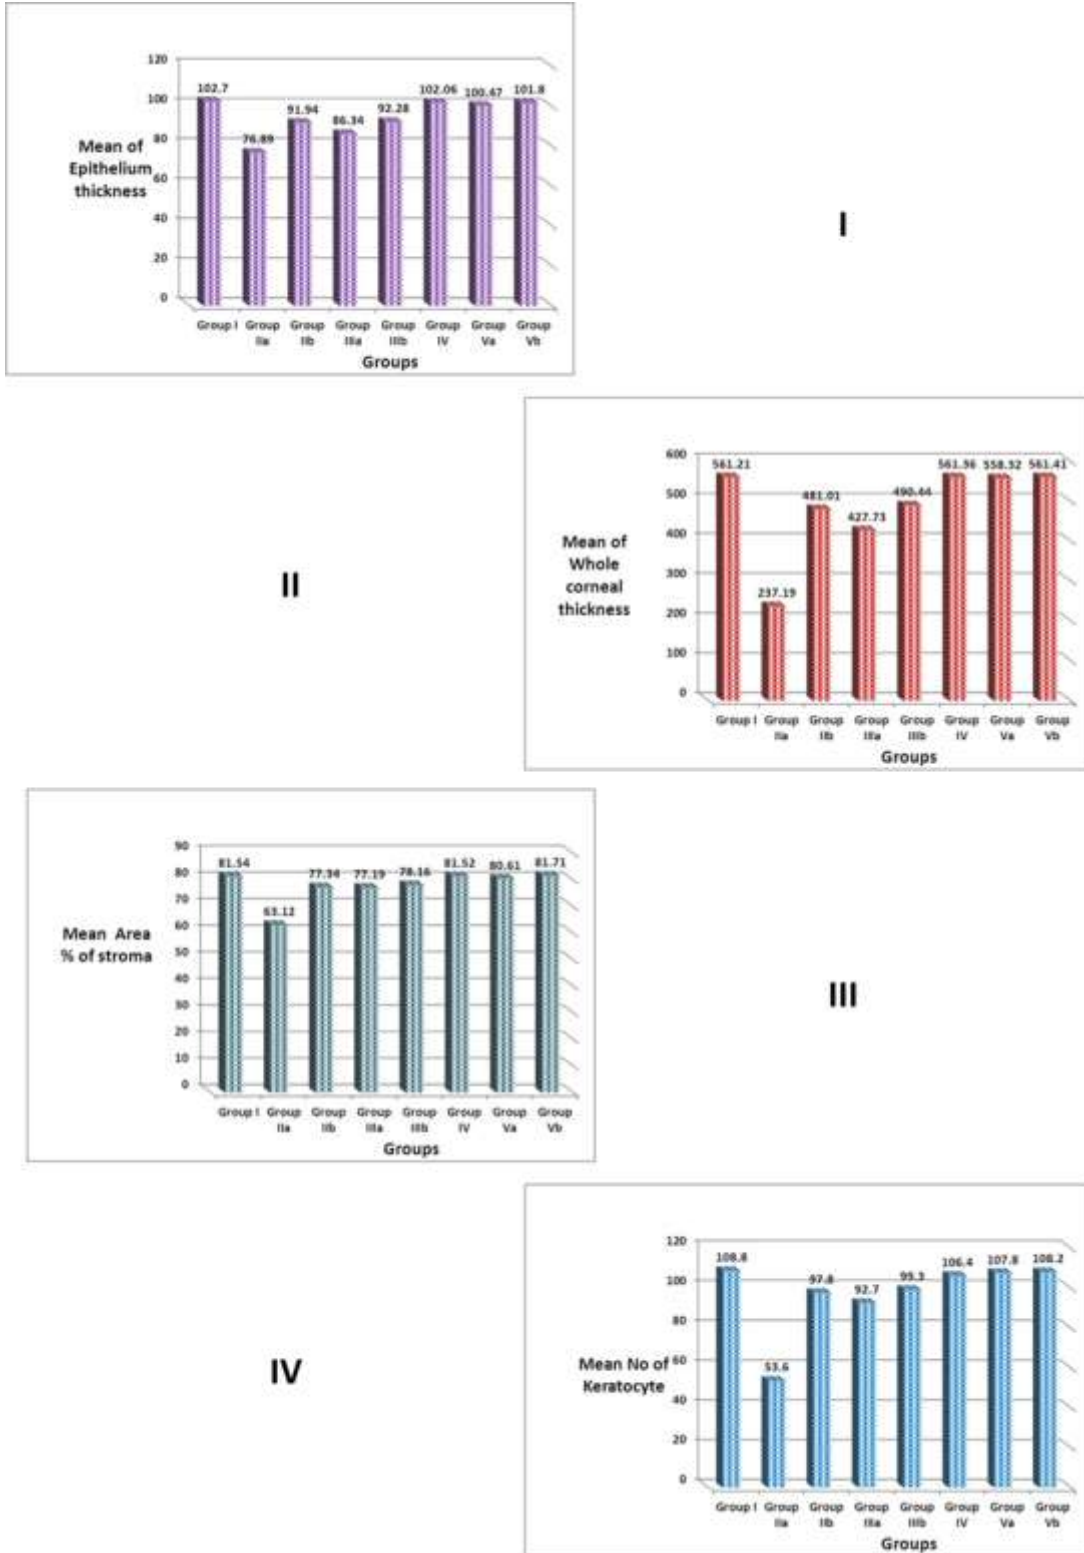 120
100
80
60
40
20
0
Mean of
Epithelium
thickness
102.7
76.89
91.94
86.34
92.28
102.06
100.47
101.8
Group I Group Group Group Group Group Group Group
IIa IIb IIIa IIIb IV Va Vb
Groups
I
II
600
500
400
300
200
100
0
Mean of
Whole
corneal
thickness
561.21
237.19
481.01
427.73
490.44
561.96
558.32
561.41
Group I Group Group Group Group Group Group Group
IIa IIb IIIa IIIb IV Va Vb
Groups
90
80
70
60
50
40
30
20
10
0
Mean Area
% of stroma
81.54
63.12
77.34
77.19
78.16
81.52
80.61
81.71
Group I Group Group Group Group Group Group Group
IIa IIb IIIa IIIb IV Va Vb
Groups
III
IV
120
100
80
60
40
20
0
Mean No of
Keratocyte
108.8
53.6
97.8
92.7
99.3
106.4
107.8
108.2
Group I Group Group Group Group Group Group Group
IIa IIb IIIa IIIb IV Va Vb
Groups